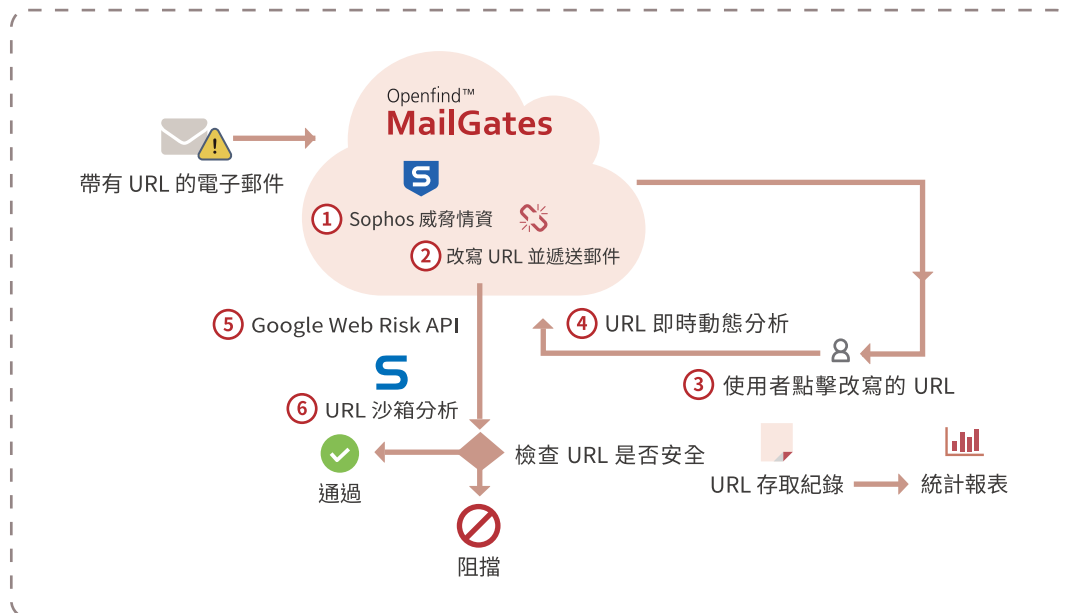 Openfind™
MailGates
帶有 URL 的電子郵件
S
1 Sophos 威脅情資
2 改寫 URL 並遞送郵件
5 Google Web Risk API
4 URL 即時動態分析
3 使用者點擊改寫的 URL
S
6 URL 沙箱分析
檢查 URL 是否安全
通過
URL 存取紀錄
統計報表
阻擋